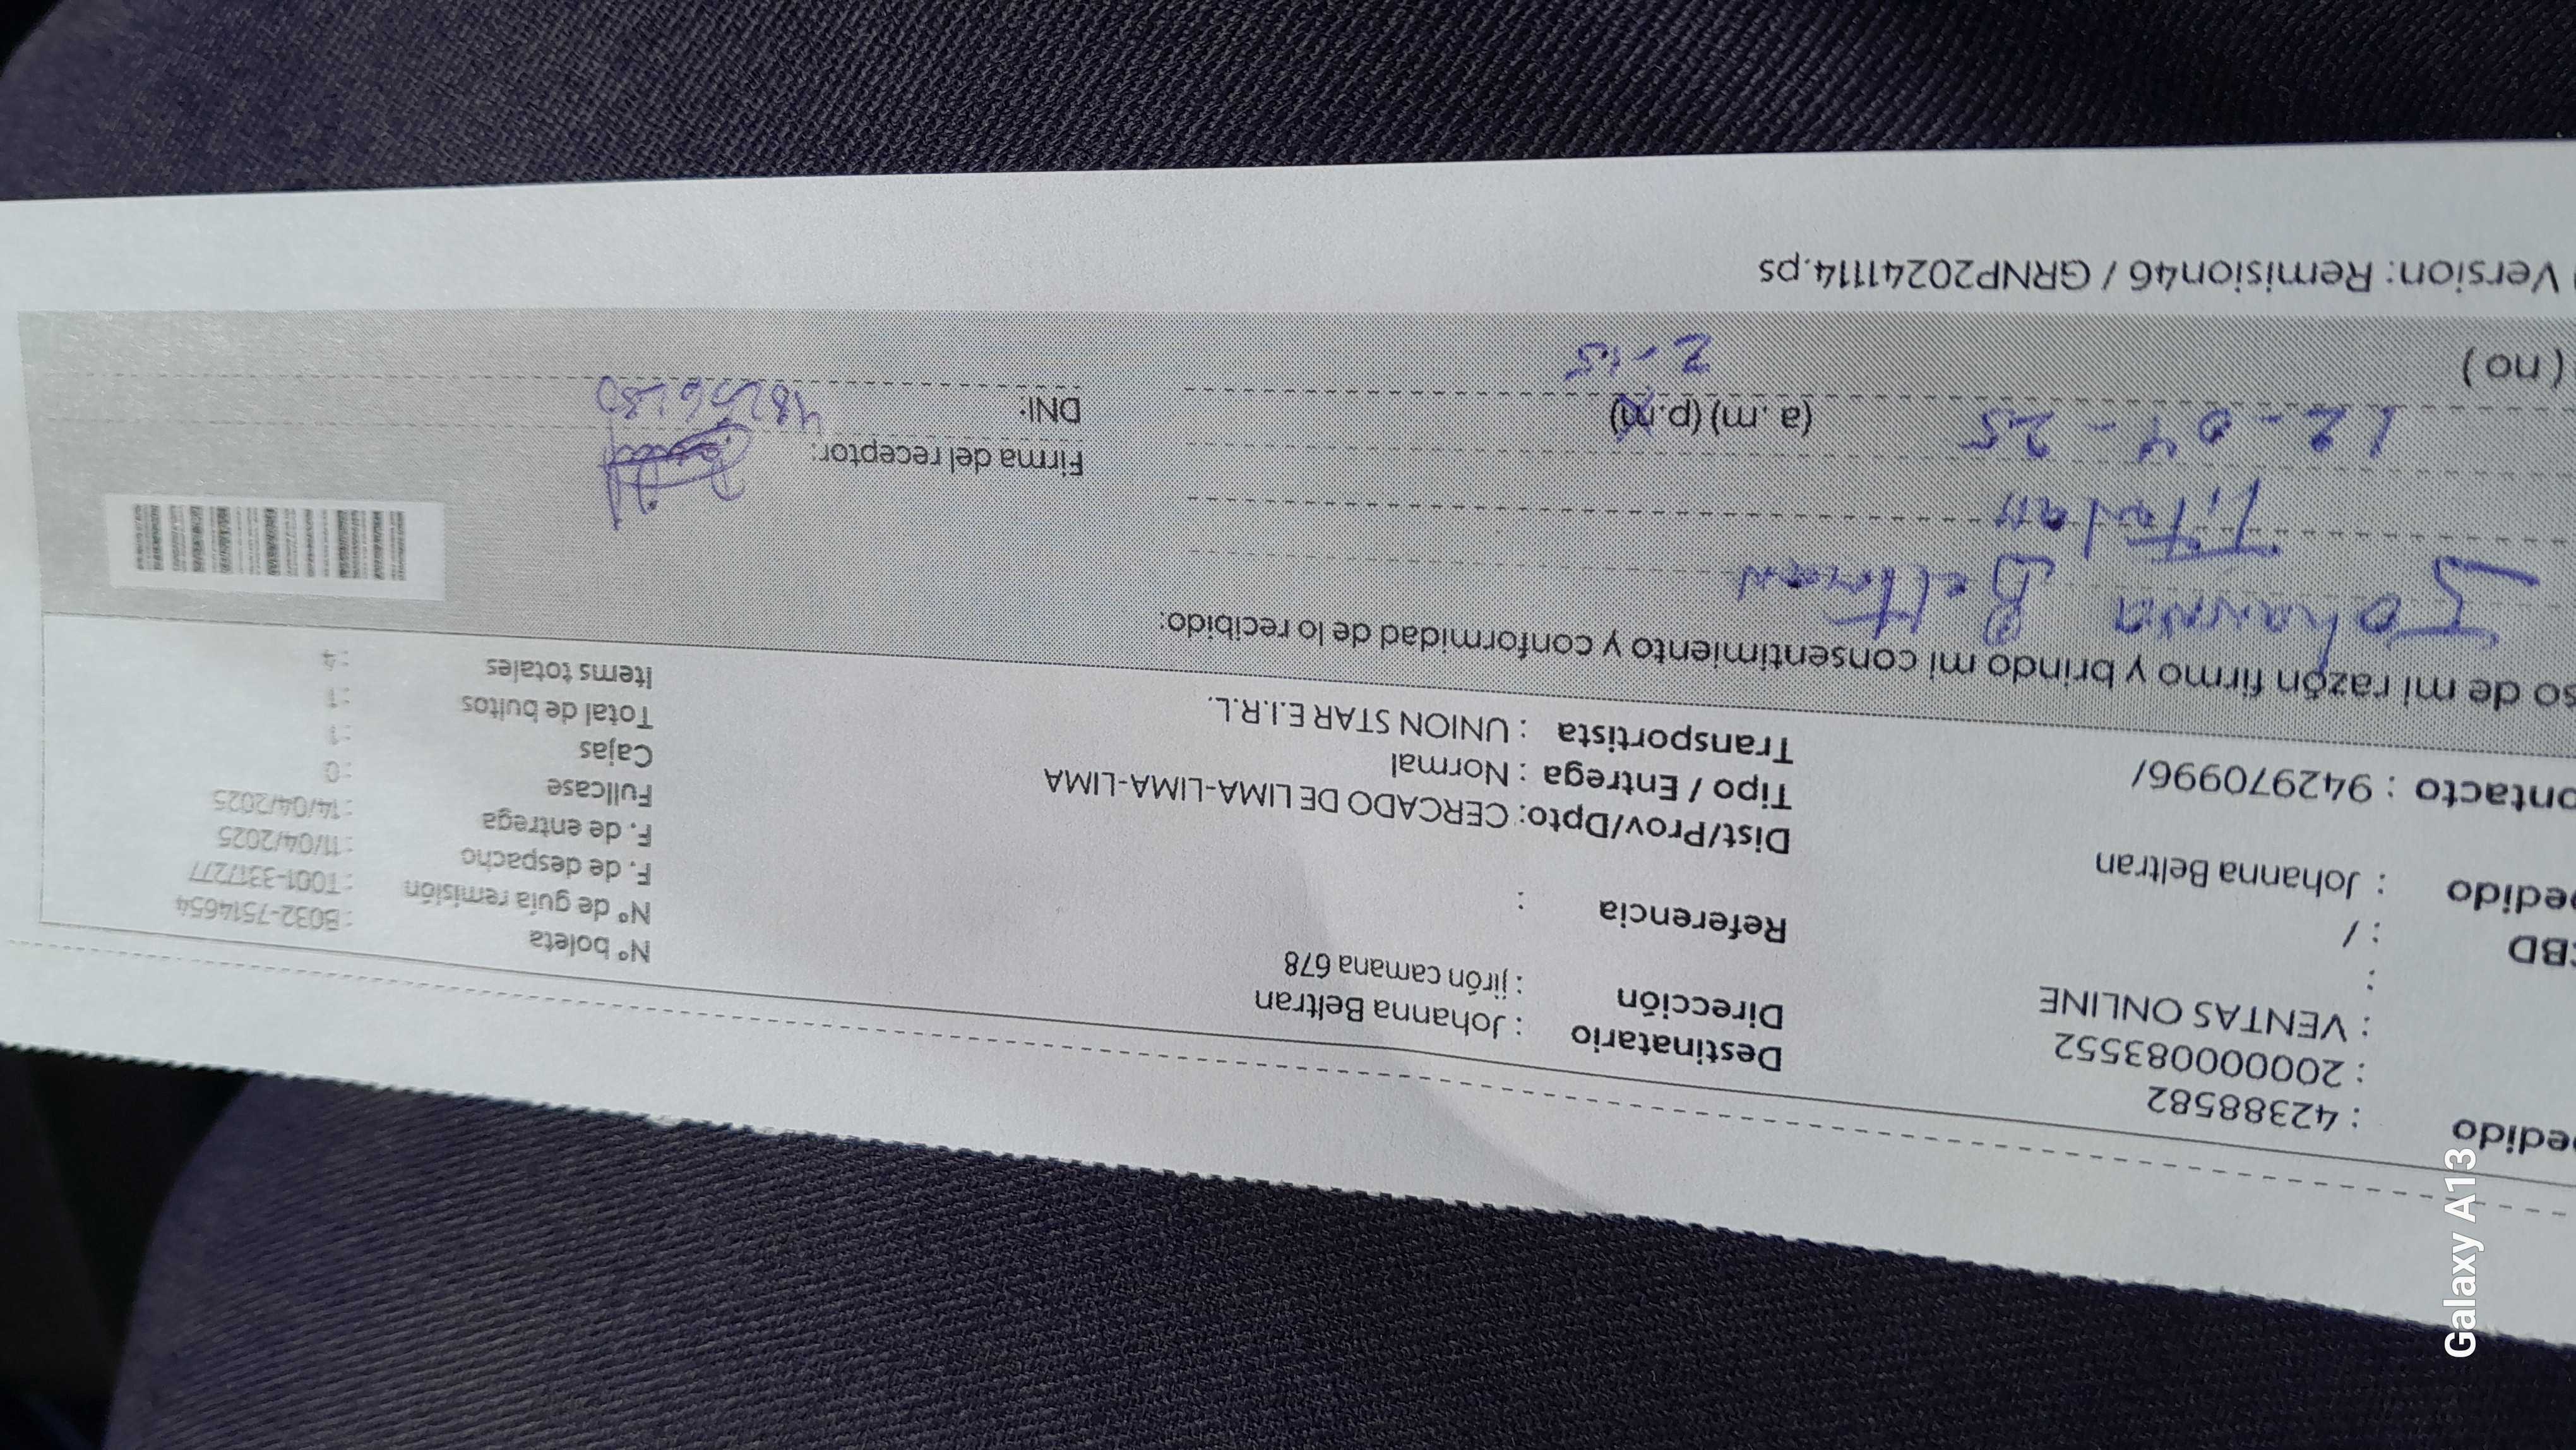 edido : 42388582
: 200000083552
: VENTAS ONLINE
:
CBD : /
edido : Johanna Beltran
ontacto : 942970996/
Destinatario : Johanna Beltran
Dirección : jirón camana 678
Referencia :
Dist/Prov/Dpto: CERCADO DE LIMA-LIMA-LIMA
Tipo / Entrega : Normal
Transportista : UNION STAR E.I.R.L.
N° boleta : B032-7514654
N° de guía remisión : T001-3317277
F. de despacho : 11/04/2025
F. de entrega : 14/04/2025
Fullcase : 0
Cajas : 1
Total de bultos : 1
Items totales : 4
so de mi razón firmo y brindo mi consentimiento y conformidad de lo recibido:
Johanna Beltran
Titular
12-04-25 (a.m) (p.m)
2-15
( no )
Firma del receptor:
DNI:
Version: Remision46 / GRNP20241114.ps
Galaxy A13